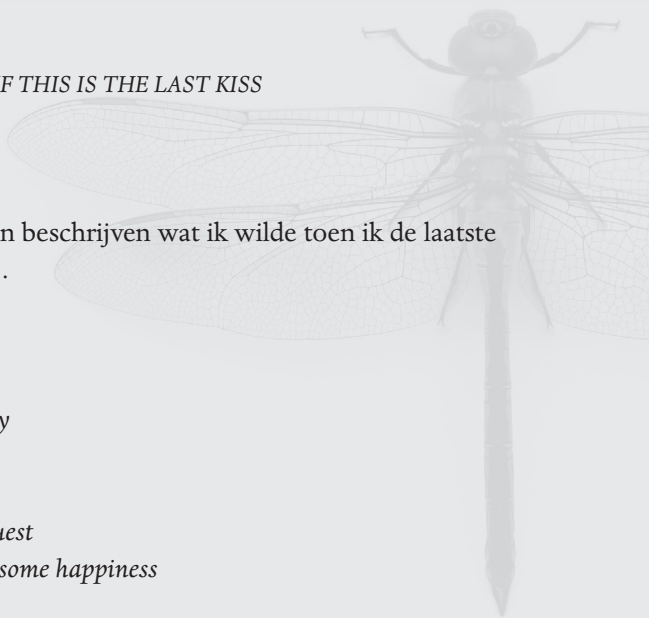 F THIS IS THE LAST KISS
n beschrijven wat ik wilde toen ik de laatste
.
y
uest
some happiness